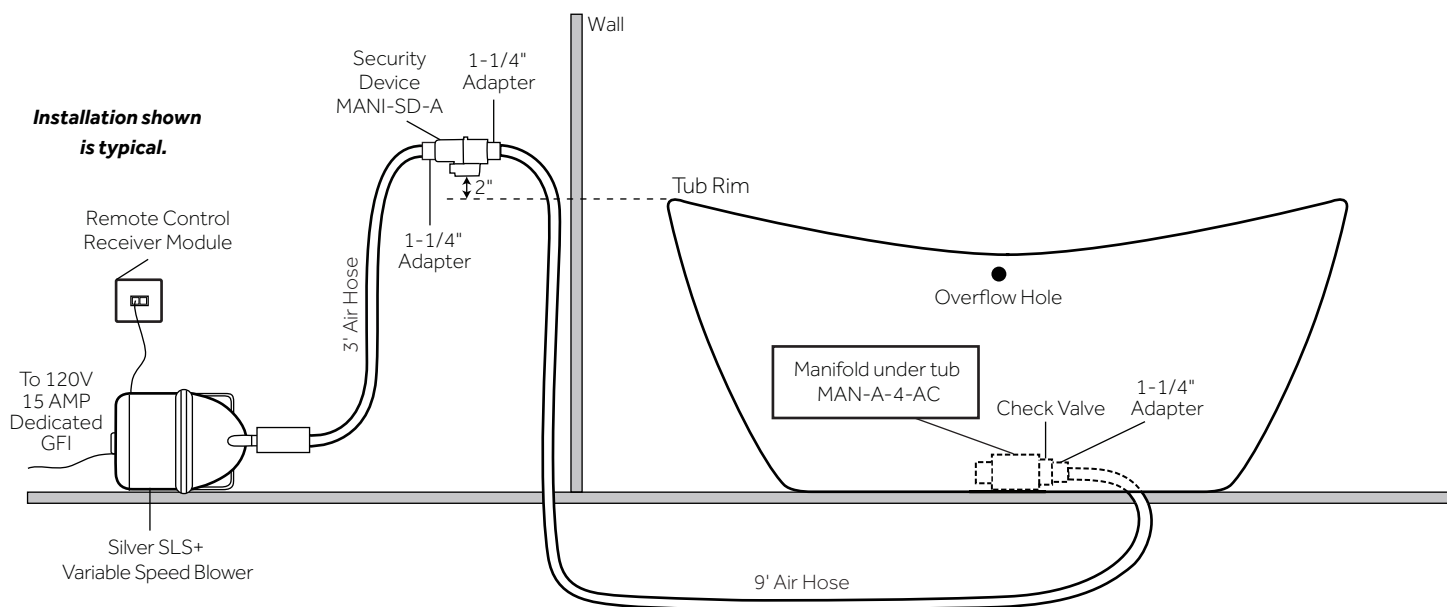 Wall
Security
Device
MANI-SD-A
1-1/4"
Adapter
Installation shown
is typical.
2"
Tub Rim
Remote Control
Receiver Module
1-1/4"
Adapter
3' Air Hose
Overflow Hole
To 120V
15 AMP
Dedicated
GFI
Manifold under tub
MAN-A-4-AC
Check Valve
1-1/4"
Adapter
Silver SLS+
Variable Speed Blower
9' Air Hose